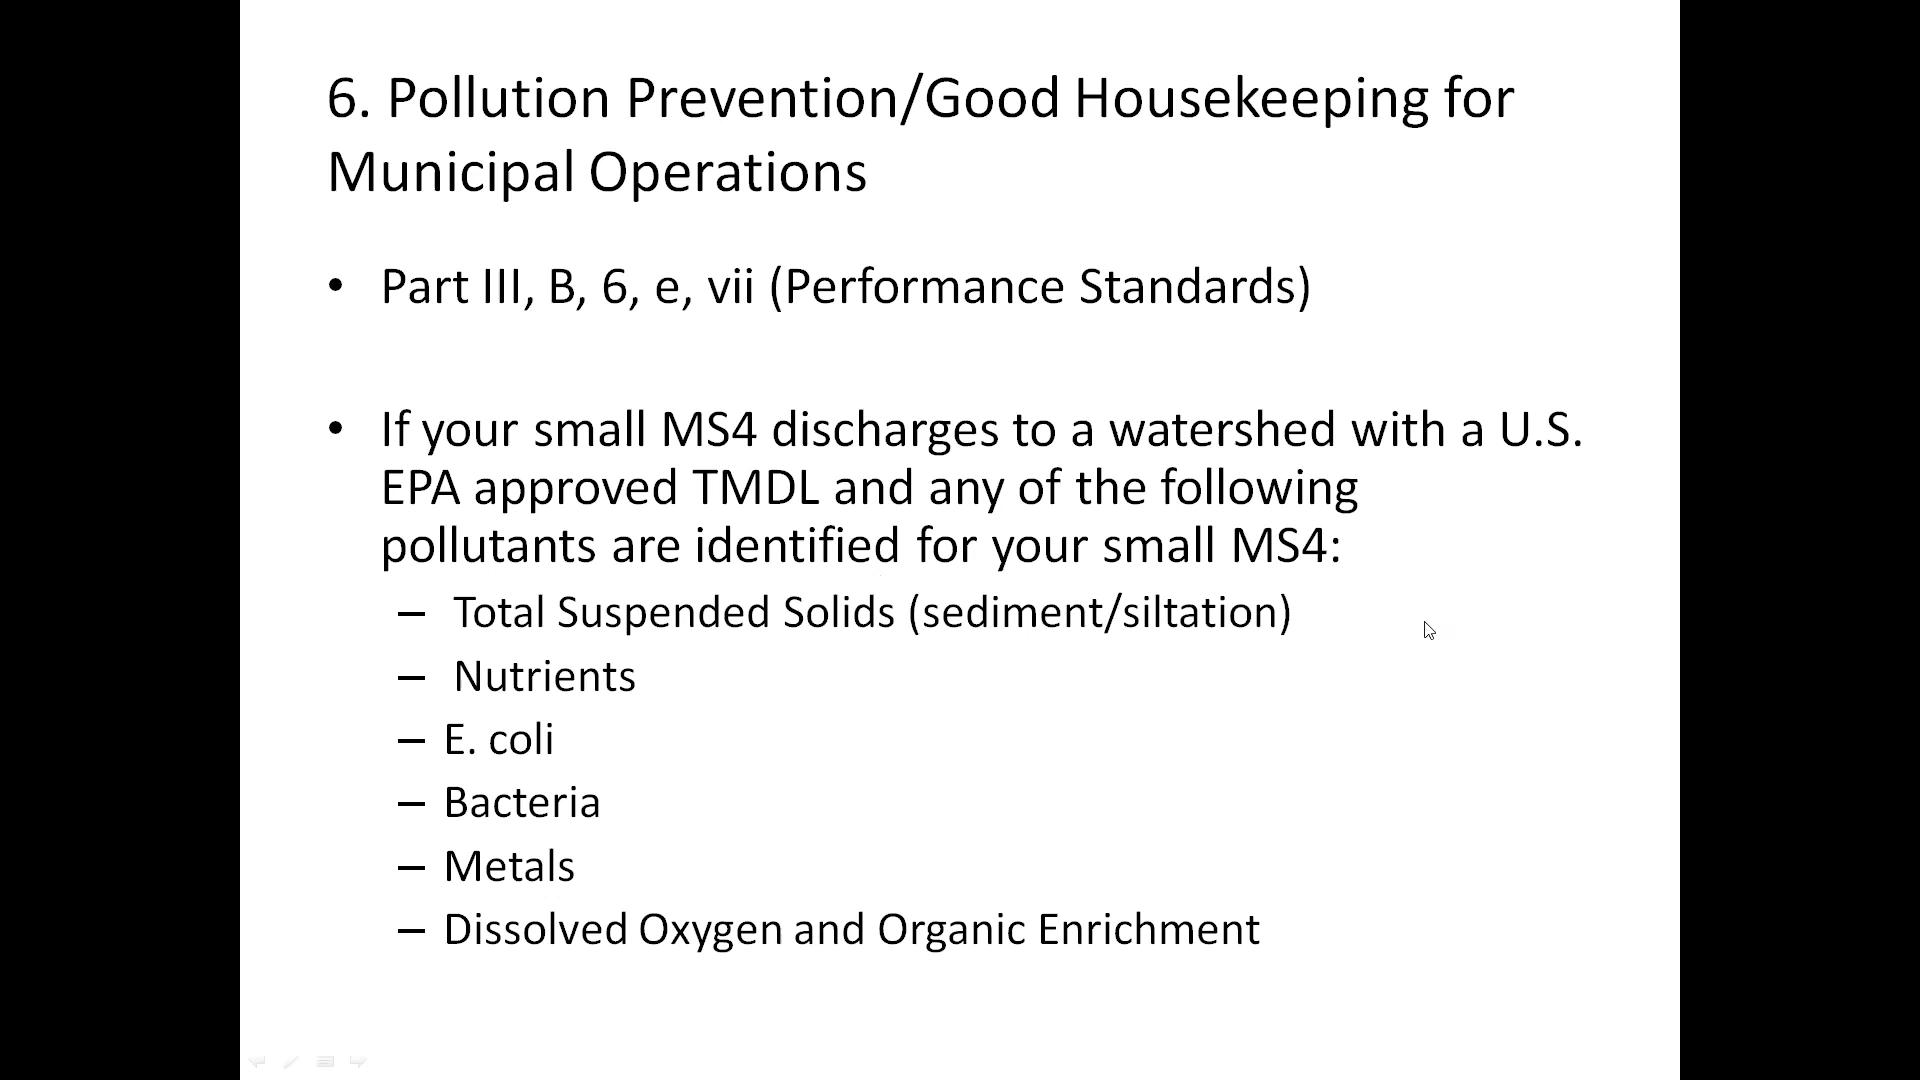 6. Pollution Prevention/Good Housekeeping for
Municipal Operations
• Part III, B, 6, e, vii (Performance Standards)
• If your small MS4 discharges to a watershed with a U.S.
EPA approved TMDL and any of the following
pollutants are identified for your small MS4:
– Total Suspended Solids (sediment/siltation)
– Nutrients
– E. coli
– Bacteria
– Metals
– Dissolved Oxygen and Organic Enrichment